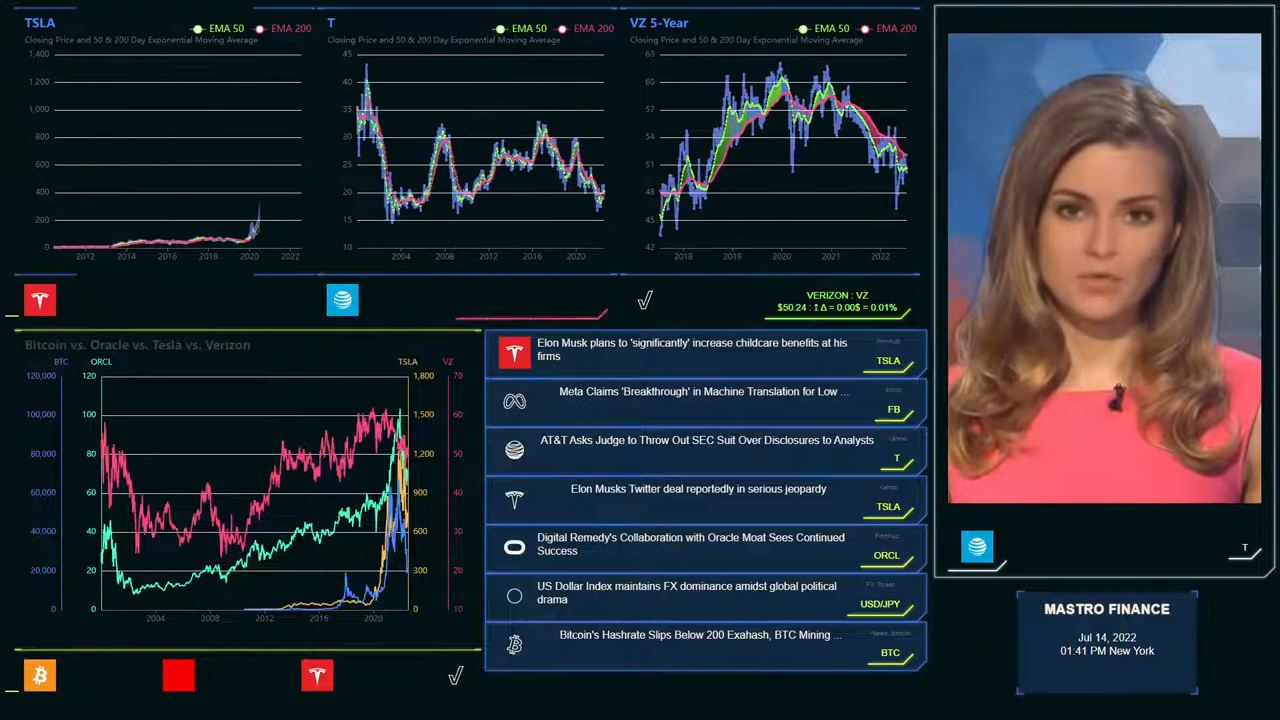 TSLA
EMA 50
EMA 200
Closing Price and 50 & 200 Day Exponential Moving Average
1,400
1,200
1,000
800
600
400
200
0
2012
2014
2016
2018
2020
2022
T
EMA 50
EMA 200
Closing Price and 50 & 200 Day Exponential Moving Average
45
40
35
30
25
20
15
10
2004
2008
2012
2016
2020
VZ 5-Year
EMA 50
EMA 200
Closing Price and 50 & 200 Day Exponential Moving Average
63
60
57
54
51
48
45
42
2018
2019
2020
2021
2022
VERIZON : VZ
$50.24 : ↕ Δ = 0.00$ = 0.01%
Bitcoin vs. Oracle vs. Tesla vs. Verizon
BTC
ORCL
TSLA
VZ
120,000
100,000
80,000
60,000
40,000
20,000
0
120
100
80
60
40
20
0
1,800
1,500
1,200
900
600
300
0
70
60
50
40
30
20
10
2004
2008
2012
2016
2020
Elon Musk plans to 'significantly' increase childcare benefits at his
firms
Finnhub
TSLA
Meta Claims 'Breakthrough' in Machine Translation for Low ...
FB
AT&T Asks Judge to Throw Out SEC Suit Over Disclosures to Analysts
Yahoo
T
Elon Musks Twitter deal reportedly in serious jeopardy
Yahoo
TSLA
Digital Remedy's Collaboration with Oracle Moat Sees Continued
Success
Finnhub
ORCL
US Dollar Index maintains FX dominance amidst global political
drama
FX Street
USD/JPY
Bitcoin's Hashrate Slips Below 200 Exahash, BTC Mining ...
News .bitcoin
BTC
T
MASTRO FINANCE
Jul 14, 2022
01:41 PM New York